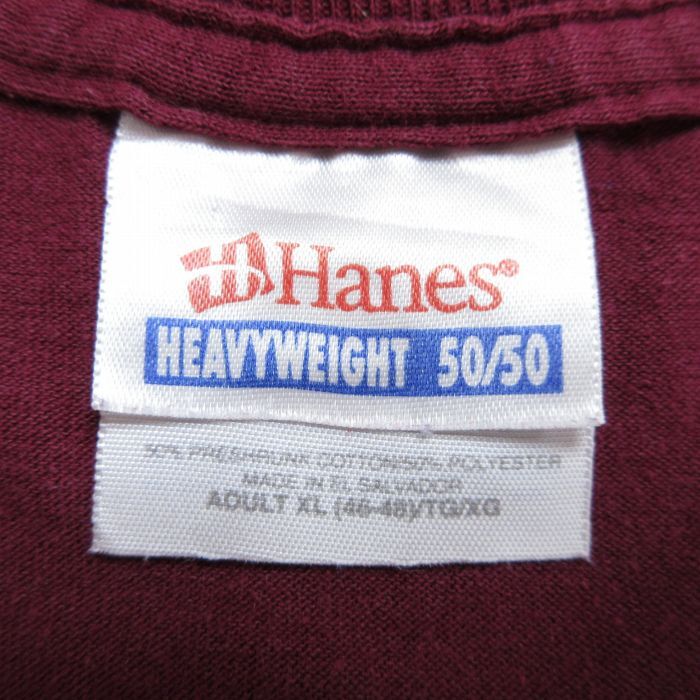 Hanes®
HEAVYWEIGHT 50/50
50% PRESHRUNK COTTON/50% POLYESTER
MADE IN EL SALVADOR
ADULT XL (46-48)/TG/XG